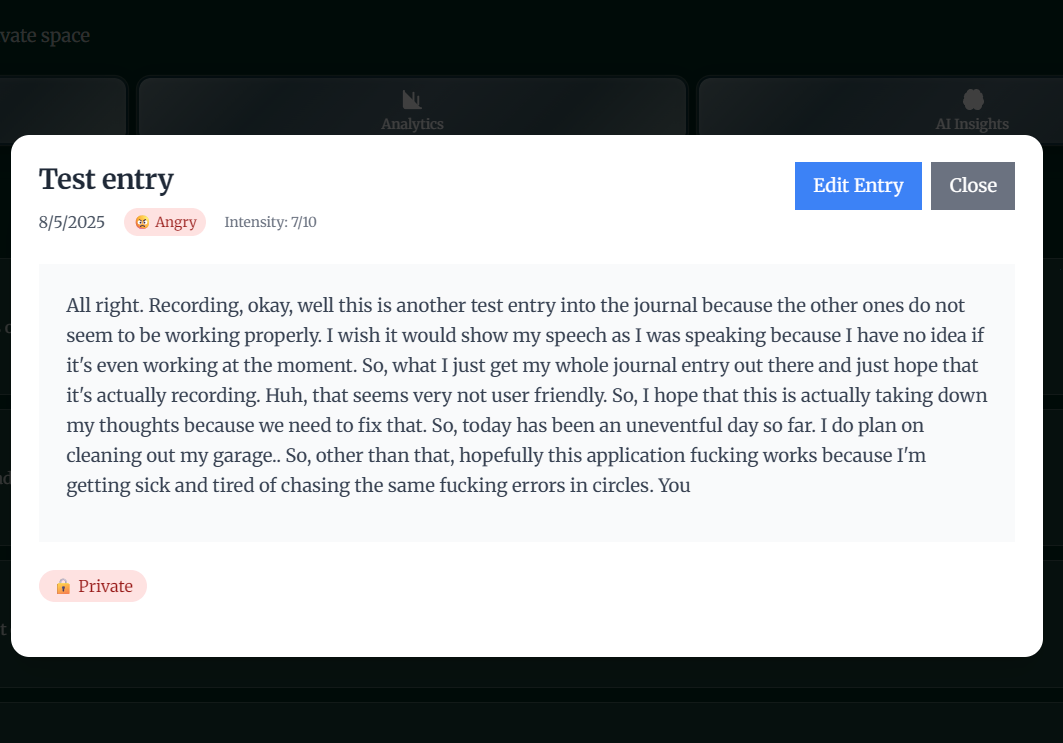 vate space
Analytics
AI Insights
Test entry
Edit Entry
Close
8/5/2025
😡 Angry
Intensity: 7/10
All right. Recording, okay, well this is another test entry into the journal because the other ones do not
seem to be working properly. I wish it would show my speech as I was speaking because I have no idea if
it's even working at the moment. So, what I just get my whole journal entry out there and just hope that
it's actually recording. Huh, that seems very not user friendly. So, I hope that this is actually taking down
my thoughts because we need to fix that. So, today has been an uneventful day so far. I do plan on
cleaning out my garage.. So, other than that, hopefully this application fucking works because I'm
getting sick and tired of chasing the same fucking errors in circles. You
🔒 Private